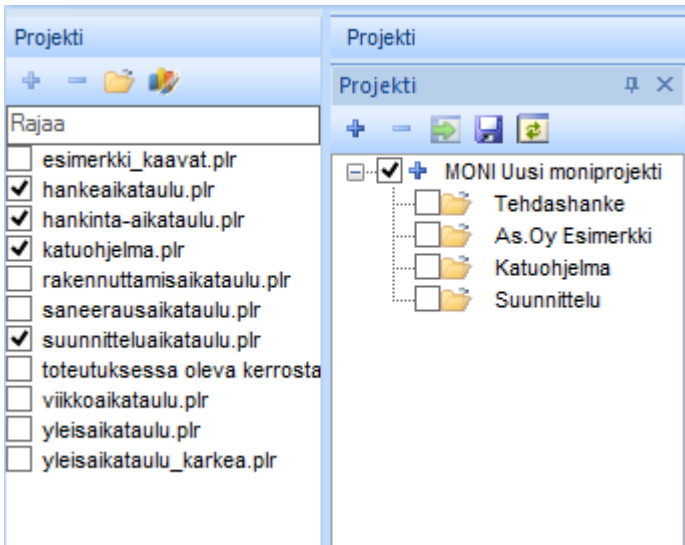 Projekti
Rajaa
esimerkki_kaavat.plr
hankeaikataulu.plr
hankinta-aikataulu.plr
katuohjelma.plr
rakennuttamisaikataulu.plr
saneerausaikataulu.plr
suunnitteluaikataulu.plr
toteutuksessa oleva kerrosta
viikkoaikataulu.plr
yleisaikataulu.plr
yleisaikataulu_karkea.plr
Projekti
Projekti
MONI Uusi moniprojekti
Tehdashanke
As.Oy Esimerkki
Katuohjelma
Suunnittelu